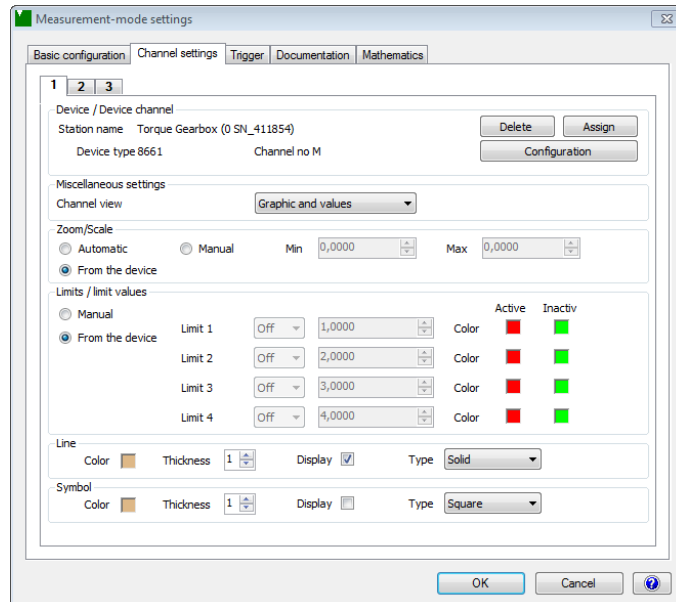 Measurement-mode settings
Basic configuration Channel settings Trigger Documentation Mathematics
1 2 3
Device / Device channel
Station name Torque Gearbox (0 SN_411854) Delete Assign
Device type 8661 Channel no M Configuration
Miscellaneous settings
Channel view Graphic and values
Zoom/Scale
Automatic Manual Min 0,0000 Max 0,0000
From the device
Limits / limit values
Active Inactiv
Manual
Limit 1 Off 1,0000 Color
From the device
Limit 2 Off 2,0000 Color
Limit 3 Off 3,0000 Color
Limit 4 Off 4,0000 Color
Line
Color Thickness 1 Display Type Solid
Symbol
Color Thickness 1 Display Type Square
OK Cancel ?